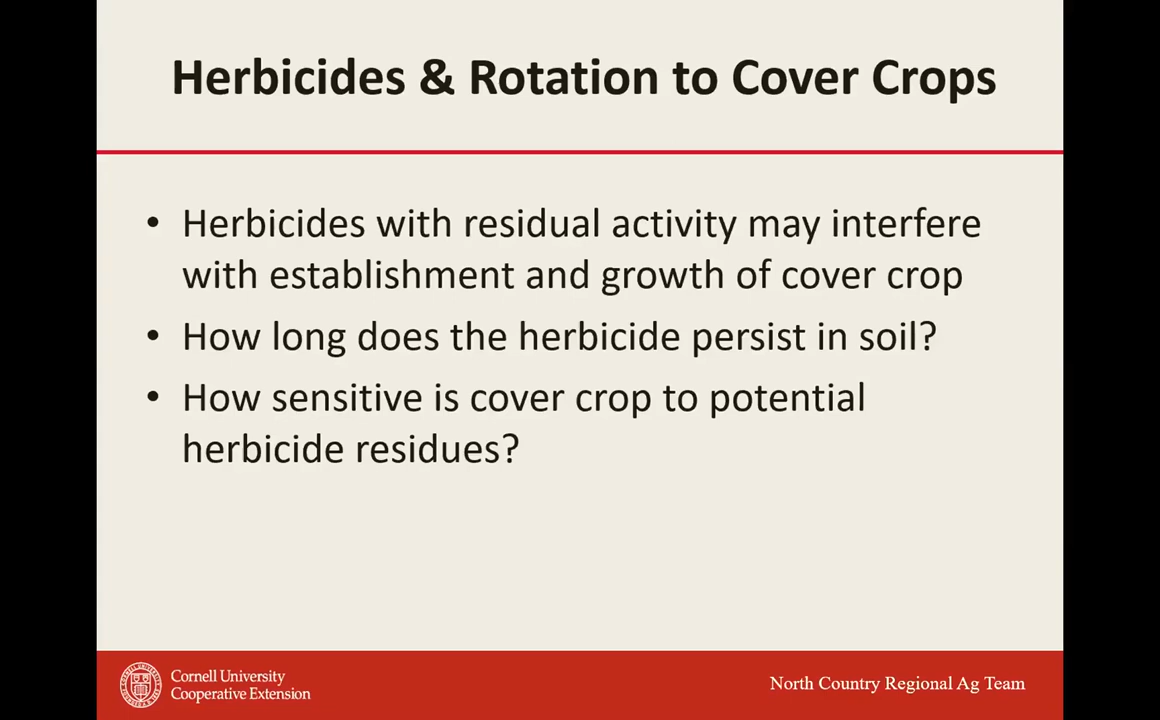 Herbicides & Rotation to Cover Crops
• Herbicides with residual activity may interfere
with establishment and growth of cover crop
• How long does the herbicide persist in soil?
• How sensitive is cover crop to potential
herbicide residues?
Cornell University
Cooperative Extension
North Country Regional Ag Team